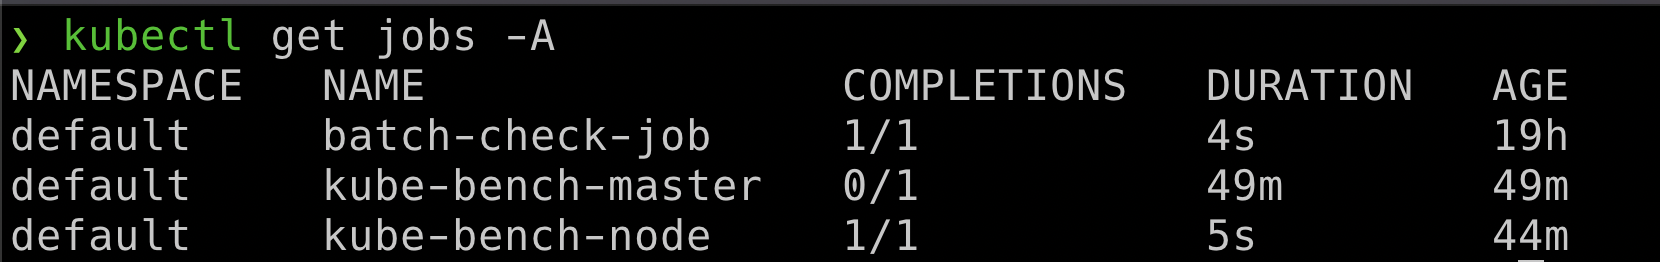 ❯ kubectl get jobs -A
NAMESPACE   NAME                COMPLETIONS   DURATION   AGE
default     batch-check-job     1/1           4s         19h
default     kube-bench-master   0/1           49m        49m
default     kube-bench-node     1/1           5s         44m